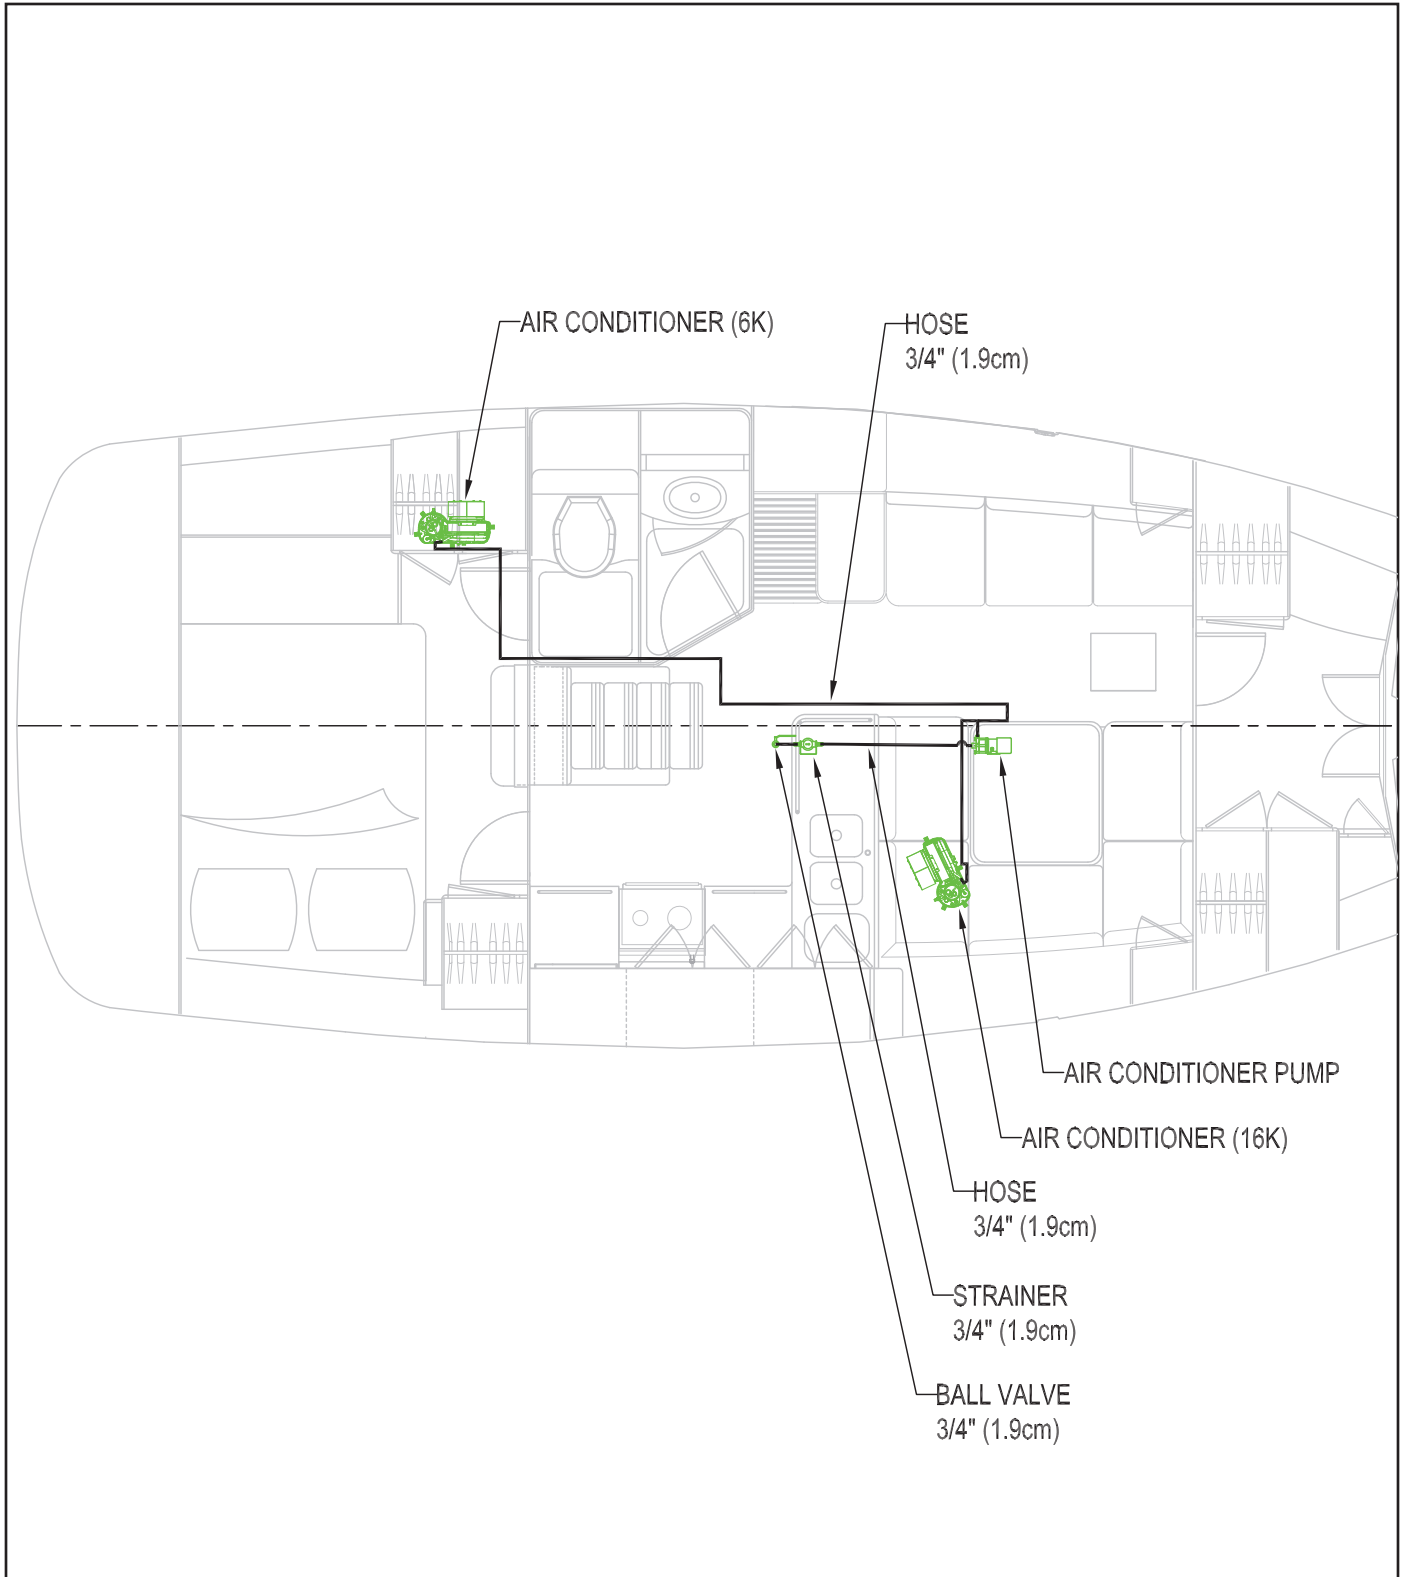 AIR CONDITIONER (6K)
HOSE
3/4" (1.9cm)
AIR CONDITIONER PUMP
AIR CONDITIONER (16K)
HOSE
3/4" (1.9cm)
STRAINER
3/4" (1.9cm)
BALL VALVE
3/4" (1.9cm)